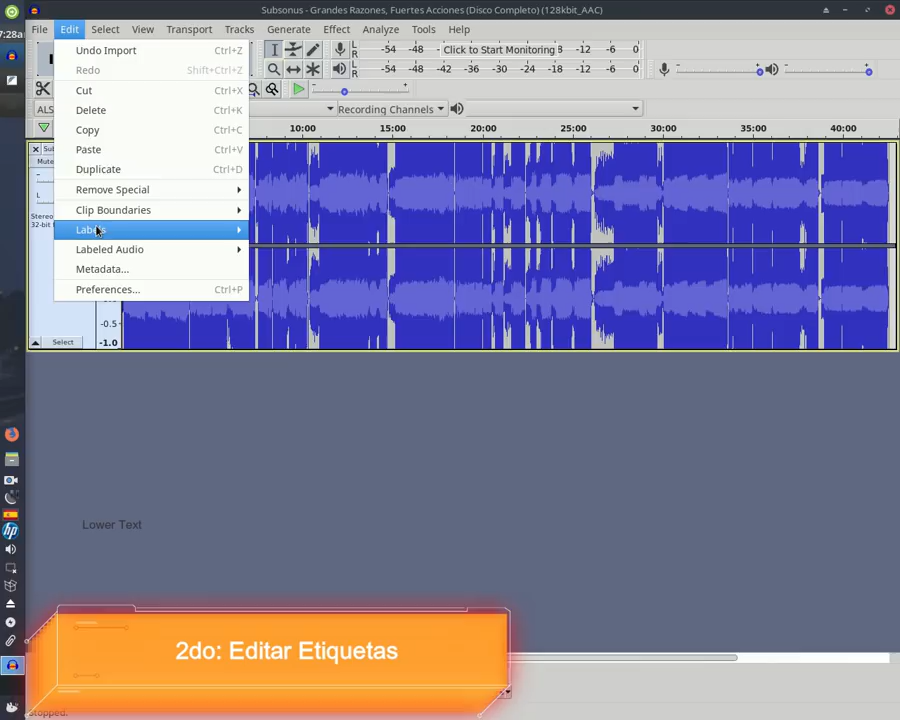 Subsonus - Grandes Razones, Fuertes Acciones (Disco Completo) (128kbit_AAC)
7:28a
File Edit Select View Transport Tracks Generate Effect Analyze Tools Help
Undo Import Ctrl+Z
Redo Shift+Ctrl+Z
Cut Ctrl+X
Delete Ctrl+K
Copy Ctrl+C
Paste Ctrl+V
Duplicate Ctrl+D
Remove Special
Clip Boundaries
Labels
Labeled Audio
Metadata...
Preferences... Ctrl+P
L
R
-54 -48 Click to Start Monitoring 8 -12 -6 0
L
R
-54 -48 -42 -36 -30 -24 -18 -12 -6 0
ALS
Recording Channels
10:00 15:00 20:00 25:00 30:00 35:00 40:00
Sub
Mute
L
Stereo
32-bit
-0.5
-1.0
Select
Lower Text
2do: Editar Etiquetas
Stopped.